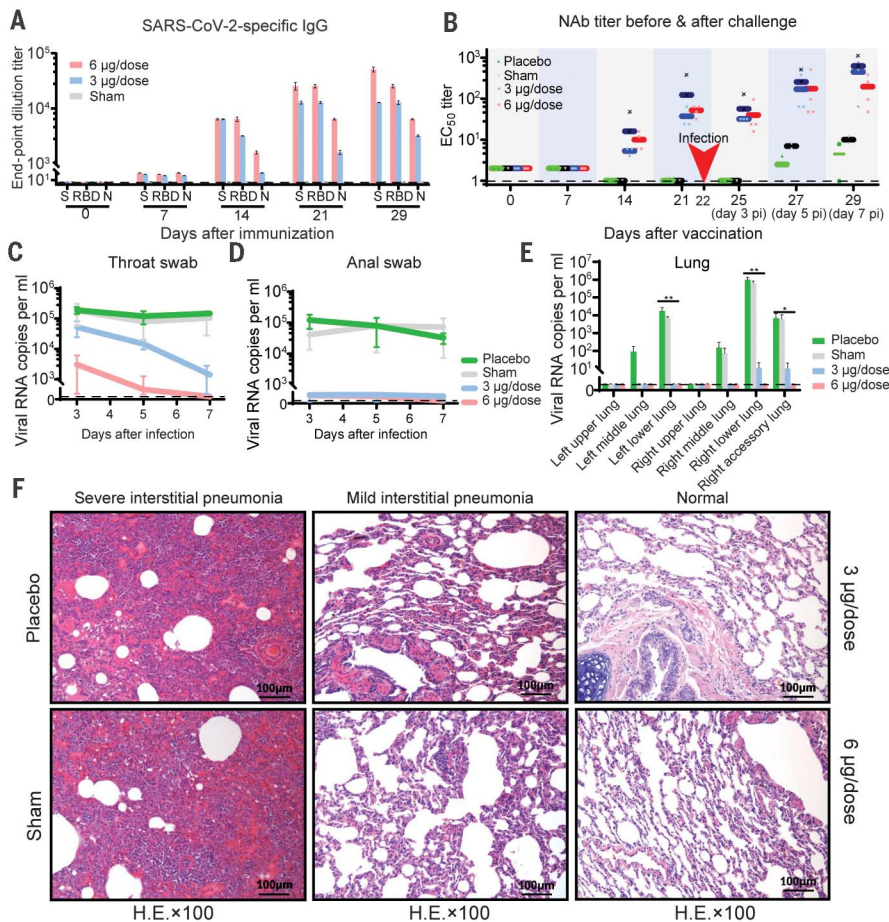 A
SARS-CoV-2-specific IgG
6 µg/dose
3 µg/dose
Sham
End-point dilution titer
10⁵
10⁴
10³
10¹
S RBD N S RBD N S RBD N S RBD N S RBD N
0 7 14 21 29
Days after immunization
B
NAb titer before & after challenge
Placebo
Sham
3 µg/dose
6 µg/dose
EC₅₀ titer
10³
10²
10¹
1
Infection
0 7 14 21 22 25 27 29
(day 3 pi) (day 5 pi) (day 7 pi)
Days after vaccination
C
Throat swab
Viral RNA copies per ml
10⁶
10⁵
10⁴
10³
0
3 5 7
Days after infection
D
Anal swab
Viral RNA copies per ml
10⁶
10⁵
10⁴
10³
0
3 4 5 6 7
Days after infection
Placebo
Sham
3 µg/dose
6 µg/dose
E
Lung
Viral RNA copies per ml
10⁷
10⁶
10⁵
10⁴
10³
10²
10¹
0
**
**
*
Placebo
Sham
3 µg/dose
6 µg/dose
Left upper lung
Left middle lung
Left lower lung
Right upper lung
Right middle lung
Right lower lung
Right accessory lung
F
Severe interstitial pneumonia
Mild interstitial pneumonia
Normal
Placebo
100µm
100µm
100µm
3 µg/dose
Sham
100µm
100µm
100µm
6 µg/dose
H.E.×100
H.E.×100
H.E.×100